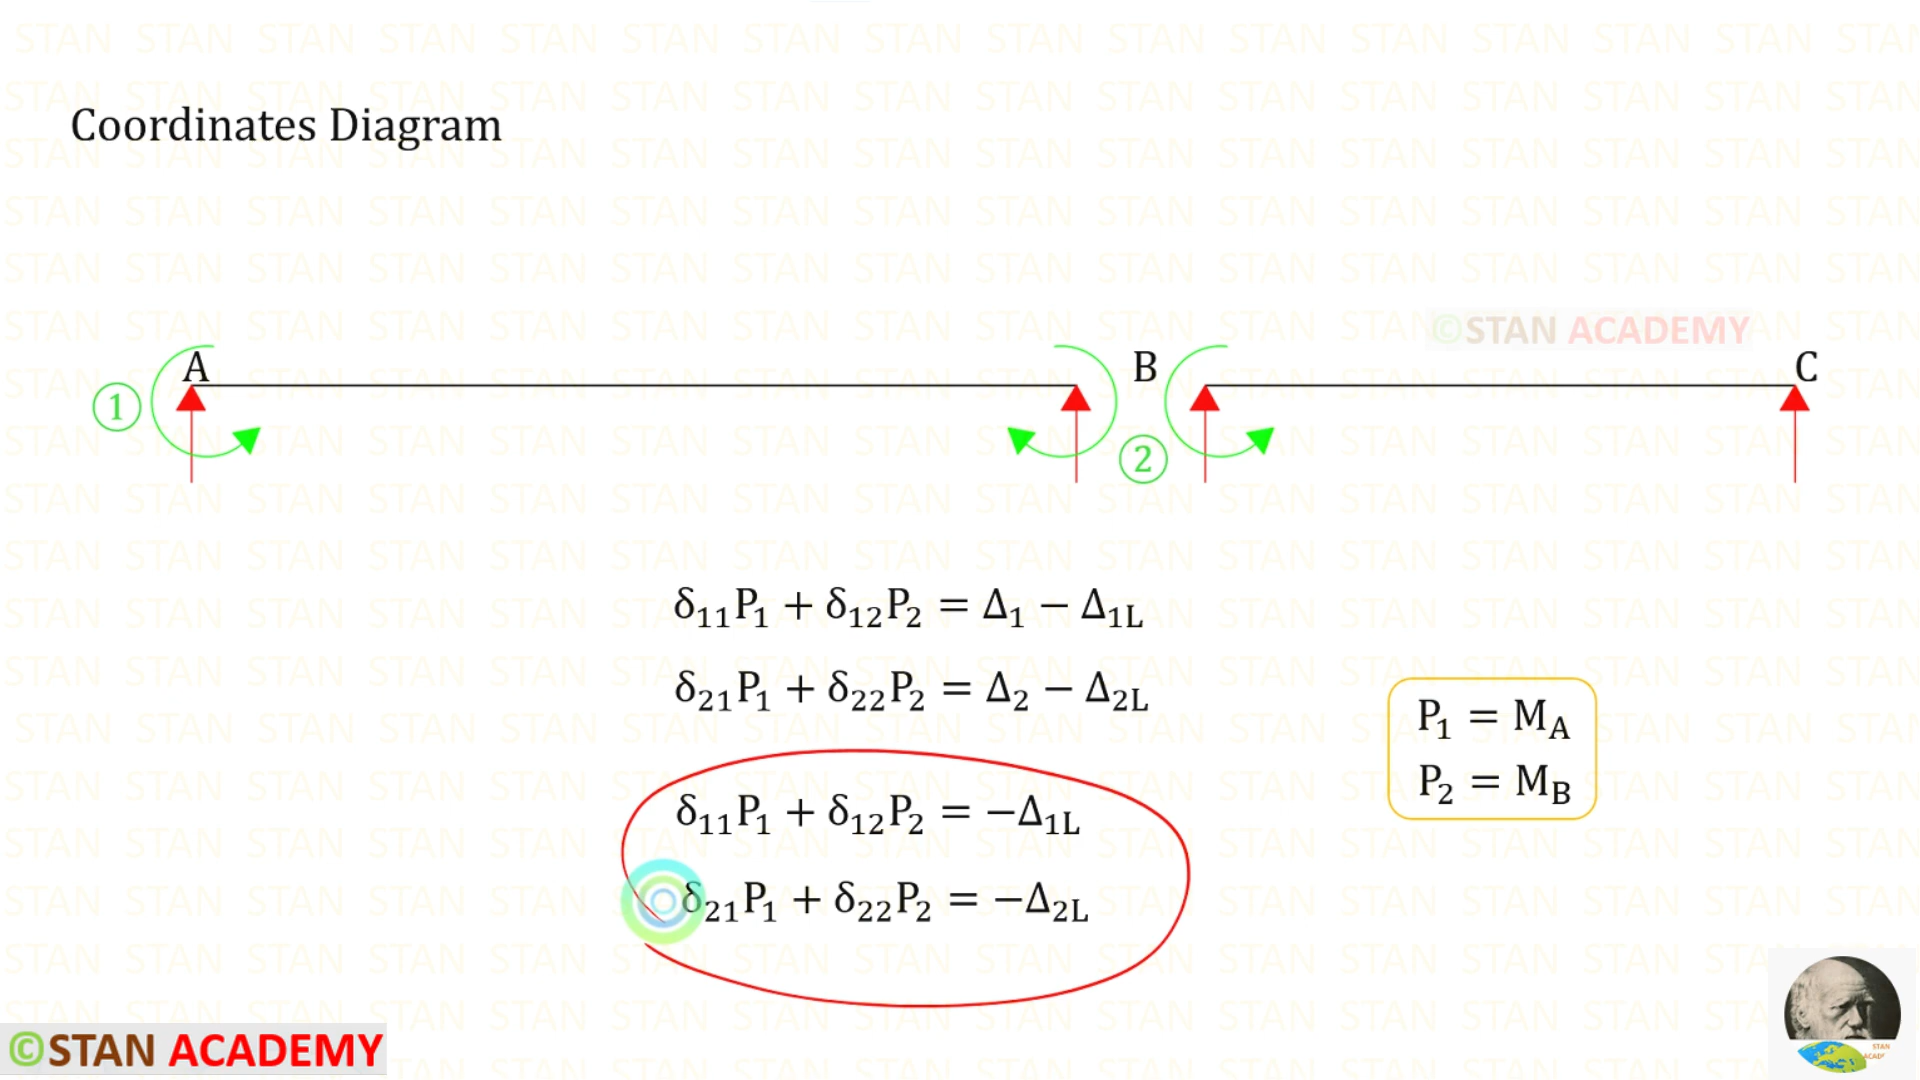 Coordinates Diagram
©STAN ACADEMY
A
B
C
1
2
δ₁₁P₁ + δ₁₂P₂ = Δ₁ − Δ₁L
δ₂₁P₁ + δ₂₂P₂ = Δ₂ − Δ₂L
P₁ = M_A
P₂ = M_B
δ₁₁P₁ + δ₁₂P₂ = −Δ₁L
δ₂₁P₁ + δ₂₂P₂ = −Δ₂L
©STAN ACADEMY
STAN